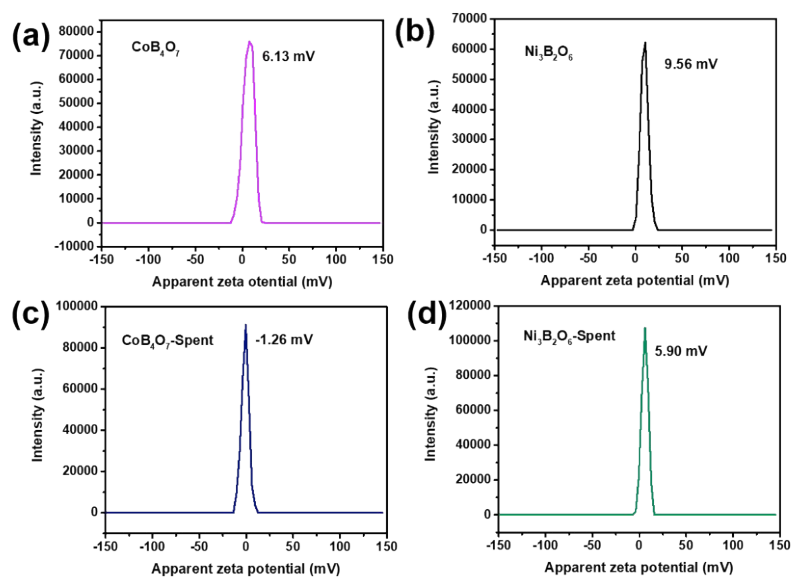 (a)
CoB₄O₇
6.13 mV
80000
70000
60000
50000
40000
30000
20000
10000
0
-10000
Intensity (a.u.)
-150 -100 -50 0 50 100 150
Apparent zeta otential (mV)
(b)
Ni₃B₂O₆
9.56 mV
70000
60000
50000
40000
30000
20000
10000
0
Intensity (a.u.)
-150 -100 -50 0 50 100 150
Apparent zeta potential (mV)
(c)
CoB₄O₇-Spent
-1.26 mV
100000
80000
60000
40000
20000
0
Intensity (a.u.)
-150 -100 -50 0 50 100 150
Apparent zeta potential (mV)
(d)
Ni₃B₂O₆-Spent
5.90 mV
120000
100000
80000
60000
40000
20000
0
Intensity (a.u.)
-150 -100 -50 0 50 100 150
Apparent zeta potential (mV)